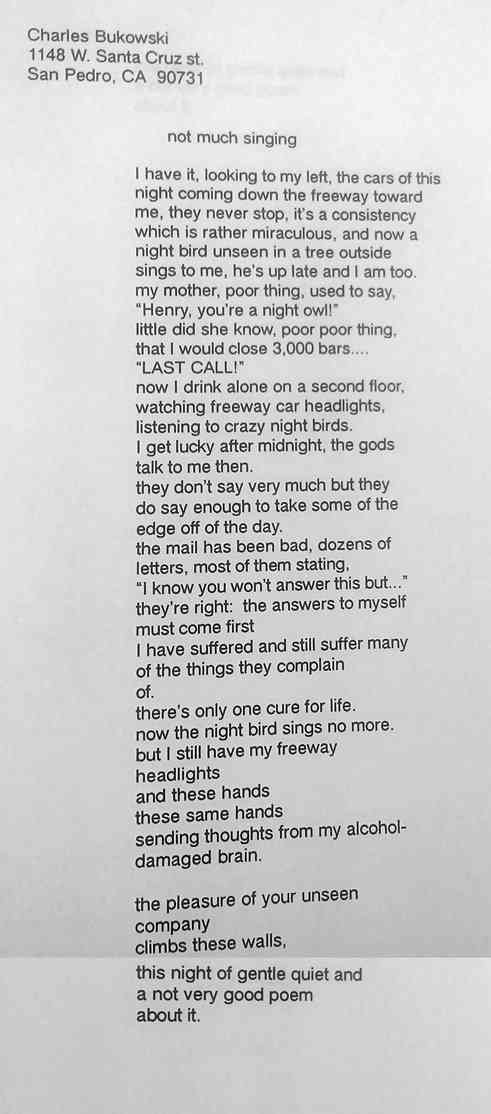 Charles Bukowski
1148 W. Santa Cruz st.
San Pedro, CA 90731
not much singing
I have it, looking to my left, the cars of this
night coming down the freeway toward
me, they never stop, it's a consistency
which is rather miraculous, and now a
night bird unseen in a tree outside
sings to me, he's up late and I am too.
my mother, poor thing, used to say,
"Henry, you're a night owl!"
little did she know, poor poor thing,
that I would close 3,000 bars....
"LAST CALL!"
now I drink alone on a second floor,
watching freeway car headlights,
listening to crazy night birds.
I get lucky after midnight, the gods
talk to me then.
they don't say very much but they
do say enough to take some of the
edge off of the day.
the mail has been bad, dozens of
letters, most of them stating,
"I know you won't answer this but..."
they're right: the answers to myself
must come first
I have suffered and still suffer many
of the things they complain
of.
there's only one cure for life.
now the night bird sings no more.
but I still have my freeway
headlights
and these hands
these same hands
sending thoughts from my alcohol-
damaged brain.
the pleasure of your unseen
company
climbs these walls,
this night of gentle quiet and
a not very good poem
about it.